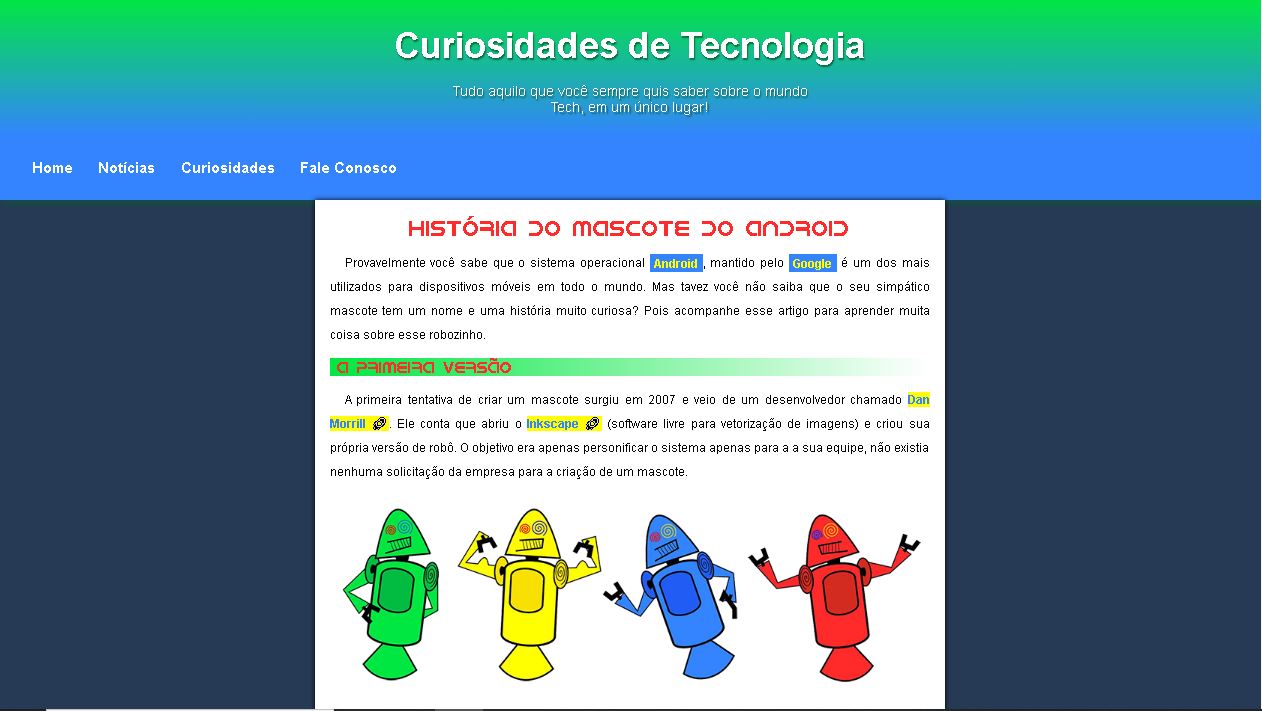 Curiosidades de Tecnologia
Tudo aquilo que você sempre quis saber sobre o mundo
Tech, em um único lugar!
Home Notícias Curiosidades Fale Conosco
História do Mascote do Android
Provavelmente você sabe que o sistema operacional Android, mantido pelo Google é um dos mais
utilizados para dispositivos móveis em todo o mundo. Mas tavez você não saiba que o seu simpático
mascote tem um nome e uma história muito curiosa? Pois acompanhe esse artigo para aprender muita
coisa sobre esse robozinho.
A primeira versão
A primeira tentativa de criar um mascote surgiu em 2007 e veio de um desenvolvedor chamado Dan
Morrill. Ele conta que abriu o Inkscape (software livre para vetorização de imagens) e criou sua
própria versão de robô. O objetivo era apenas personificar o sistema apenas para a a sua equipe, não existia
nenhuma solicitação da empresa para a criação de um mascote.